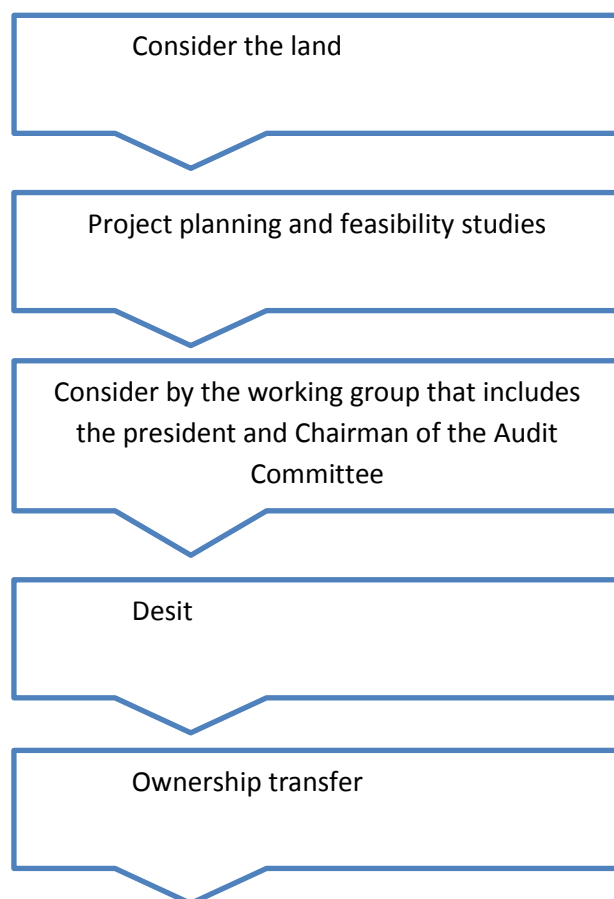 Consider the land
Project planning and feasibility studies
Consider by the working group that includes
the president and Chairman of the Audit
Committee
Desit
Ownership transfer